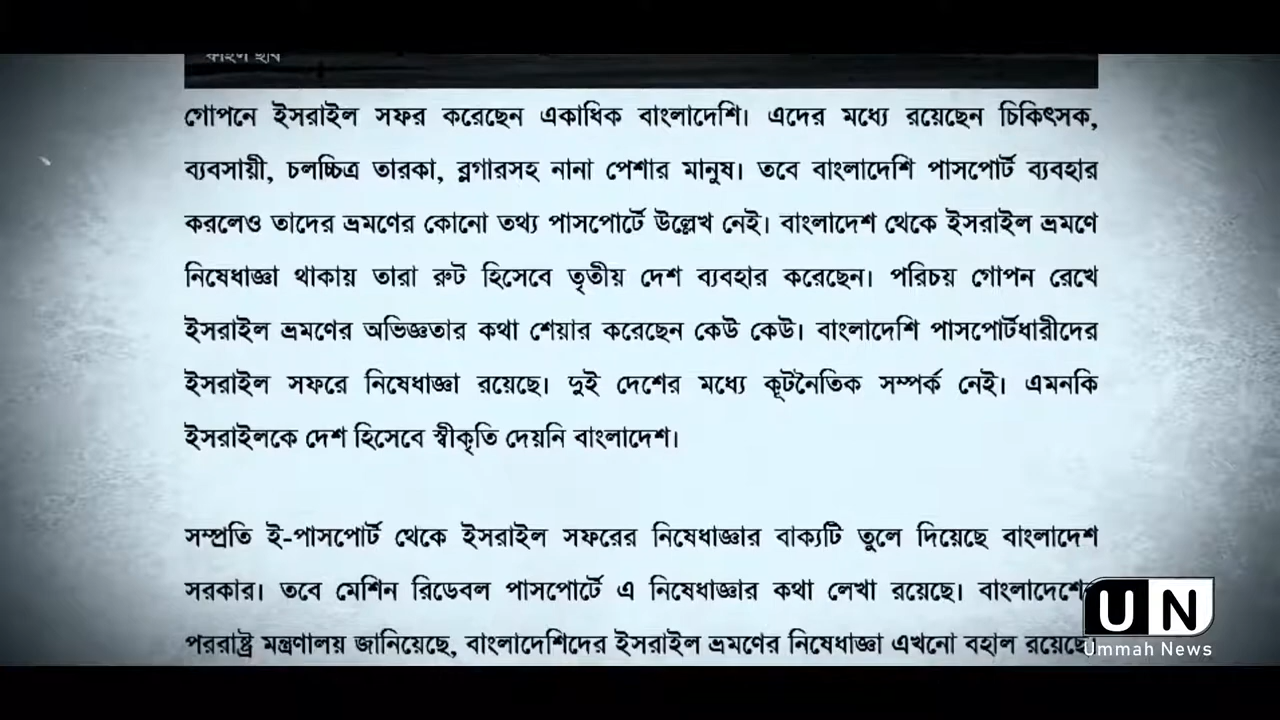 গোপনে ইসরাইল সফর করেছেন একাধিক বাংলাদেশি। এদের মধ্যে রয়েছেন চিকিৎসক,
ব্যবসায়ী, চলচ্চিত্র তারকা, ব্লগারসহ নানা পেশার মানুষ। তবে বাংলাদেশি পাসপোর্ট ব্যবহার
করলেও তাদের ভ্রমণের কোনো তথ্য পাসপোর্টে উল্লেখ নেই। বাংলাদেশ থেকে ইসরাইল ভ্রমণে
নিষেধাজ্ঞা থাকায় তারা রুট হিসেবে তৃতীয় দেশ ব্যবহার করেছেন। পরিচয় গোপন রেখে
ইসরাইল ভ্রমণের অভিজ্ঞতার কথা শেয়ার করেছেন কেউ কেউ। বাংলাদেশি পাসপোর্টধারীদের
ইসরাইল সফরে নিষেধাজ্ঞা রয়েছে। দুই দেশের মধ্যে কূটনৈতিক সম্পর্ক নেই। এমনকি
ইসরাইলকে দেশ হিসেবে স্বীকৃতি দেয়নি বাংলাদেশ।
সম্প্রতি ই-পাসপোর্ট থেকে ইসরাইল সফরের নিষেধাজ্ঞার বাক্যটি তুলে দিয়েছে বাংলাদেশ
সরকার। তবে মেশিন রিডেবল পাসপোর্টে এ নিষেধাজ্ঞার কথা লেখা রয়েছে। বাংলাদেশের
পররাষ্ট্র মন্ত্রণালয় জানিয়েছে, বাংলাদেশিদের ইসরাইল ভ্রমণের নিষেধাজ্ঞা এখনো বহাল রয়েছে।
UN
Ummah News